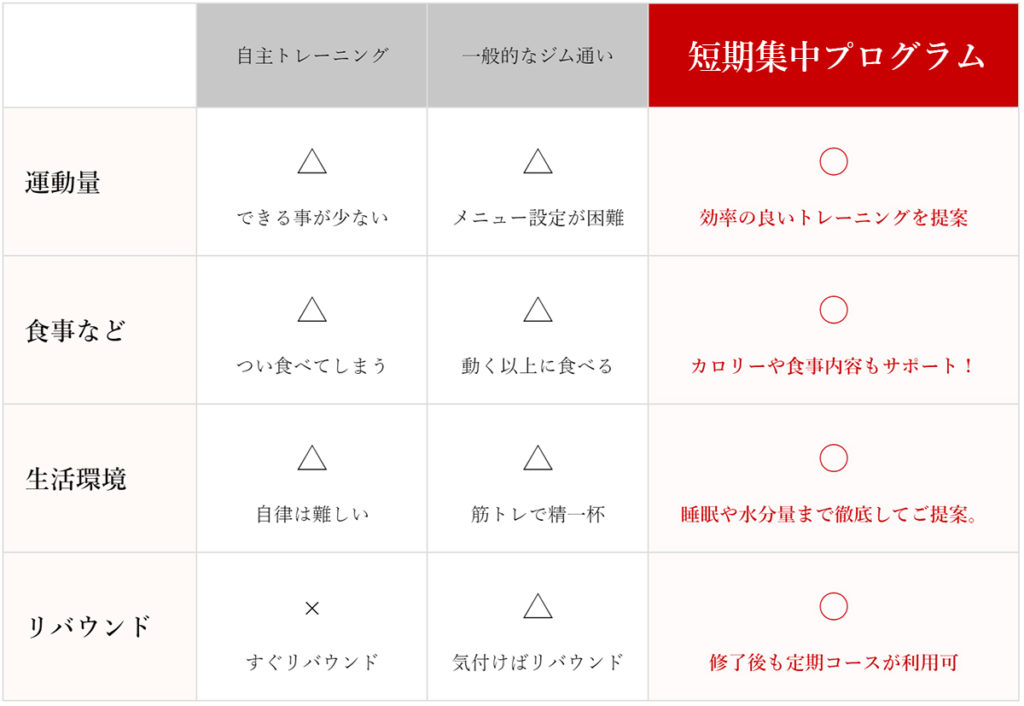 自主トレーニング
一般的なジム通い
短期集中プログラム
運動量
△
できる事が少ない
△
メニュー設定が困難
○
効率の良いトレーニングを提案
食事など
△
つい食べてしまう
△
動く以上に食べる
○
カロリーや食事内容もサポート！
生活環境
△
自律は難しい
△
筋トレで精一杯
○
睡眠や水分量まで徹底してご提案。
リバウンド
×
すぐリバウンド
△
気付けばリバウンド
○
修了後も定期コースが利用可